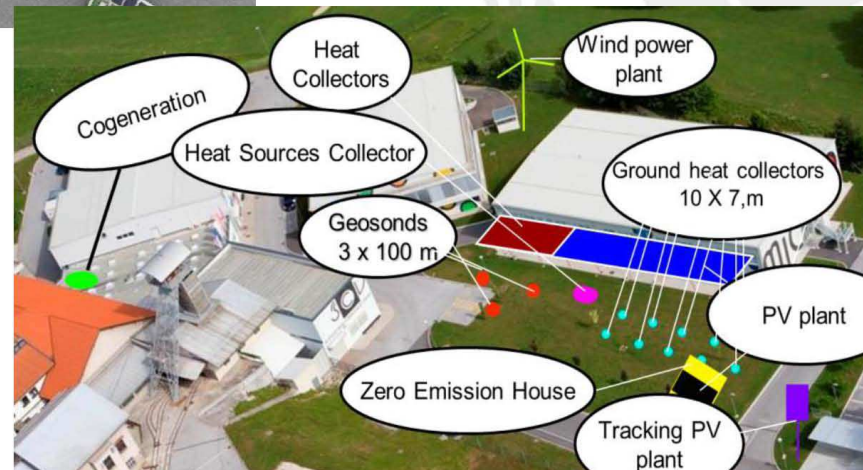 Heat
Collectors
Wind power
plant
Cogeneration
Heat Sources Collector
Ground heat collectors
10 X 7,m
Geosonds
3 x 100 m
PV plant
Zero Emission House
Tracking PV
plant